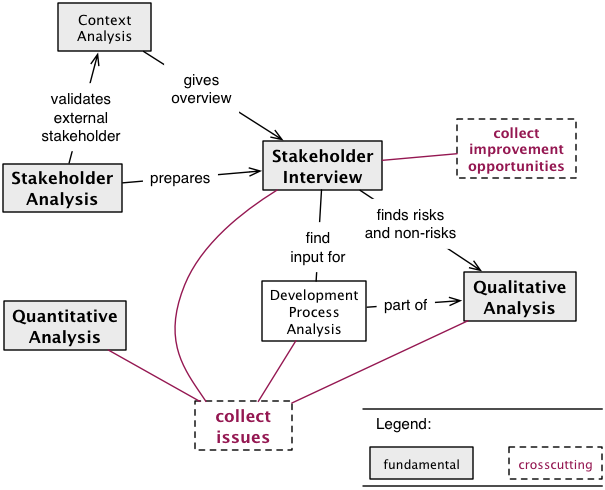 Context
Analysis
gives
overview
validates
external
stakeholder
collect
improvement
opportunities
Stakeholder
Interview
Stakeholder
Analysis
prepares
finds risks
and non-risks
find
input for
Development
Process
Analysis
part of
Qualitative
Analysis
Quantitative
Analysis
collect
issues
Legend:
fundamental
crosscutting